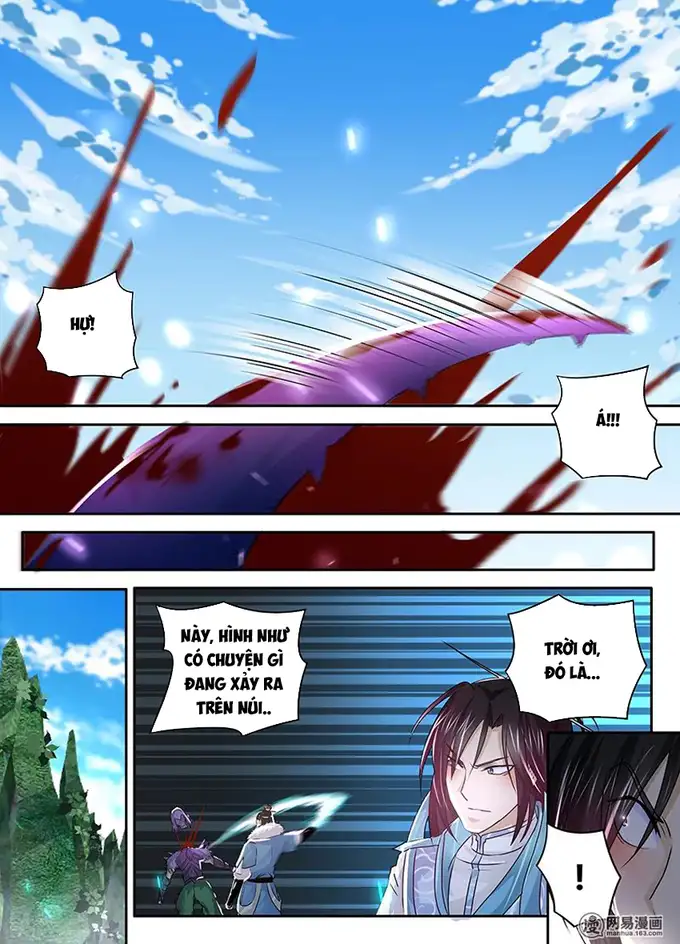 HỰ!
Á!!!
NÀY, HÌNH NHƯ
CÓ CHUYỆN GÌ
ĐANG XẢY RA
TRÊN NÚI..
TRỜI ƠI,
ĐÓ LÀ...
!
网易漫画
manhua.163.com